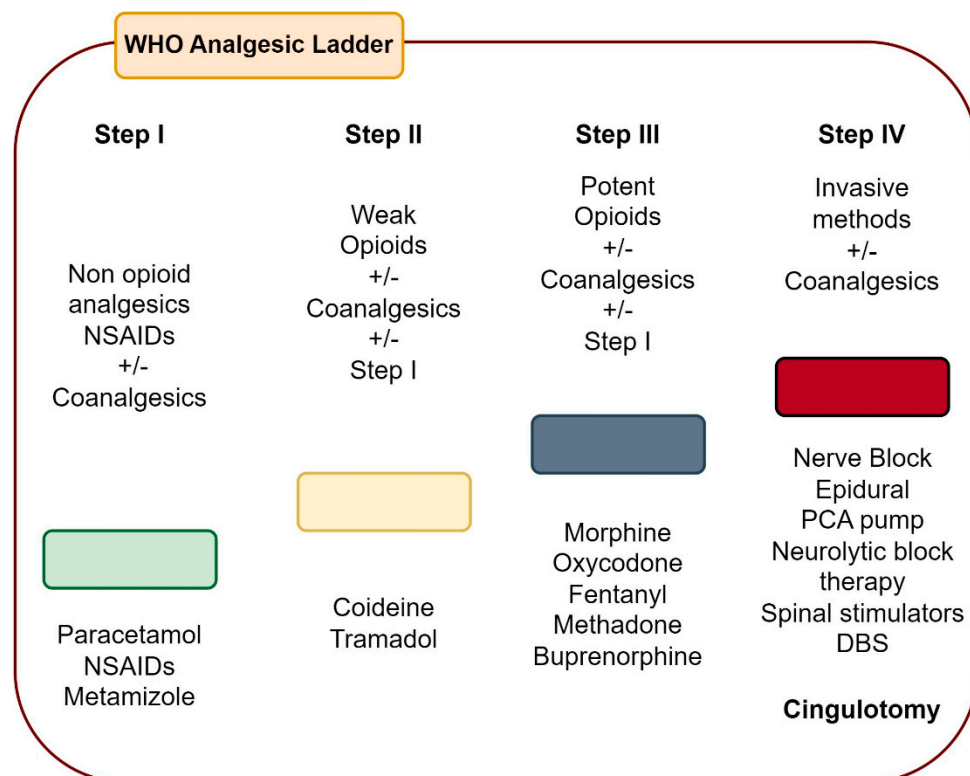 WHO Analgesic Ladder
Step I
Non opioid
analgesics
NSAIDs
+/-
Coanalgesics
Paracetamol
NSAIDs
Metamizole
Step II
Weak
Opioids
+/-
Coanalgesics
+/-
Step I
Coideine
Tramadol
Step III
Potent
Opioids
+/-
Coanalgesics
+/-
Step I
Morphine
Oxycodone
Fentanyl
Methadone
Buprenorphine
Step IV
Invasive
methods
+/-
Coanalgesics
Nerve Block
Epidural
PCA pump
Neurolytic block
therapy
Spinal stimulators
DBS
Cingulotomy